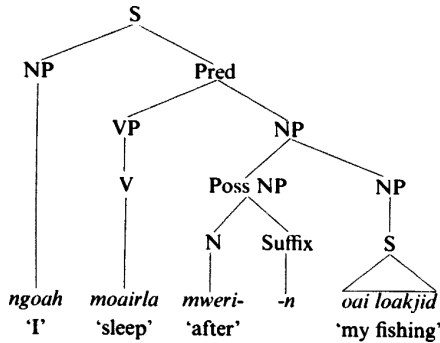 S
NP Pred
VP NP
V Poss NP NP
N Suffix S
ngoah moairla mweri- -n oai loakjid
'I' 'sleep' 'after' 'my fishing'